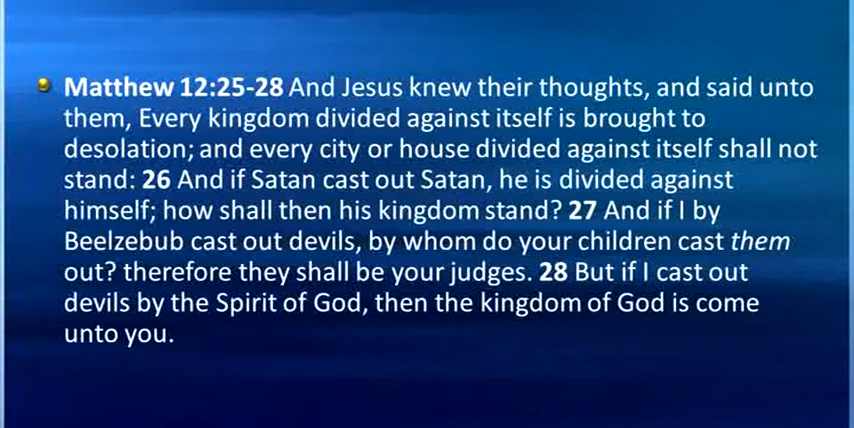 Matthew 12:25-28 And Jesus knew their thoughts, and said unto
them, Every kingdom divided against itself is brought to
desolation; and every city or house divided against itself shall not
stand: 26 And if Satan cast out Satan, he is divided against
himself; how shall then his kingdom stand? 27 And if I by
Beelzebub cast out devils, by whom do your children cast them
out? therefore they shall be your judges. 28 But if I cast out
devils by the Spirit of God, then the kingdom of God is come
unto you.